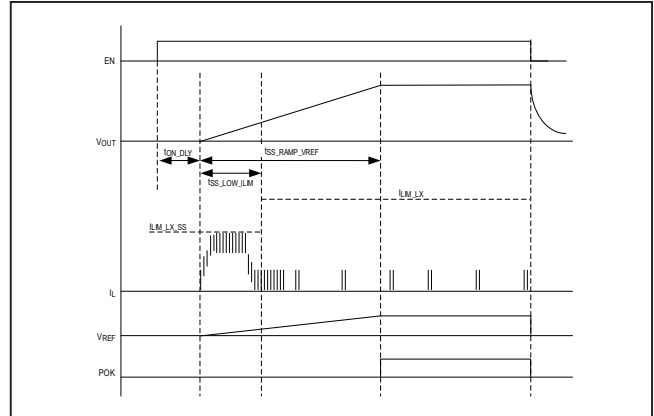 EN
VOUT
tON_DLY
tSS_RAMP_VREF
tSS_LOW_ILIM
ILIM_LX
ILIM_LX_SS
IL
VREF
POK